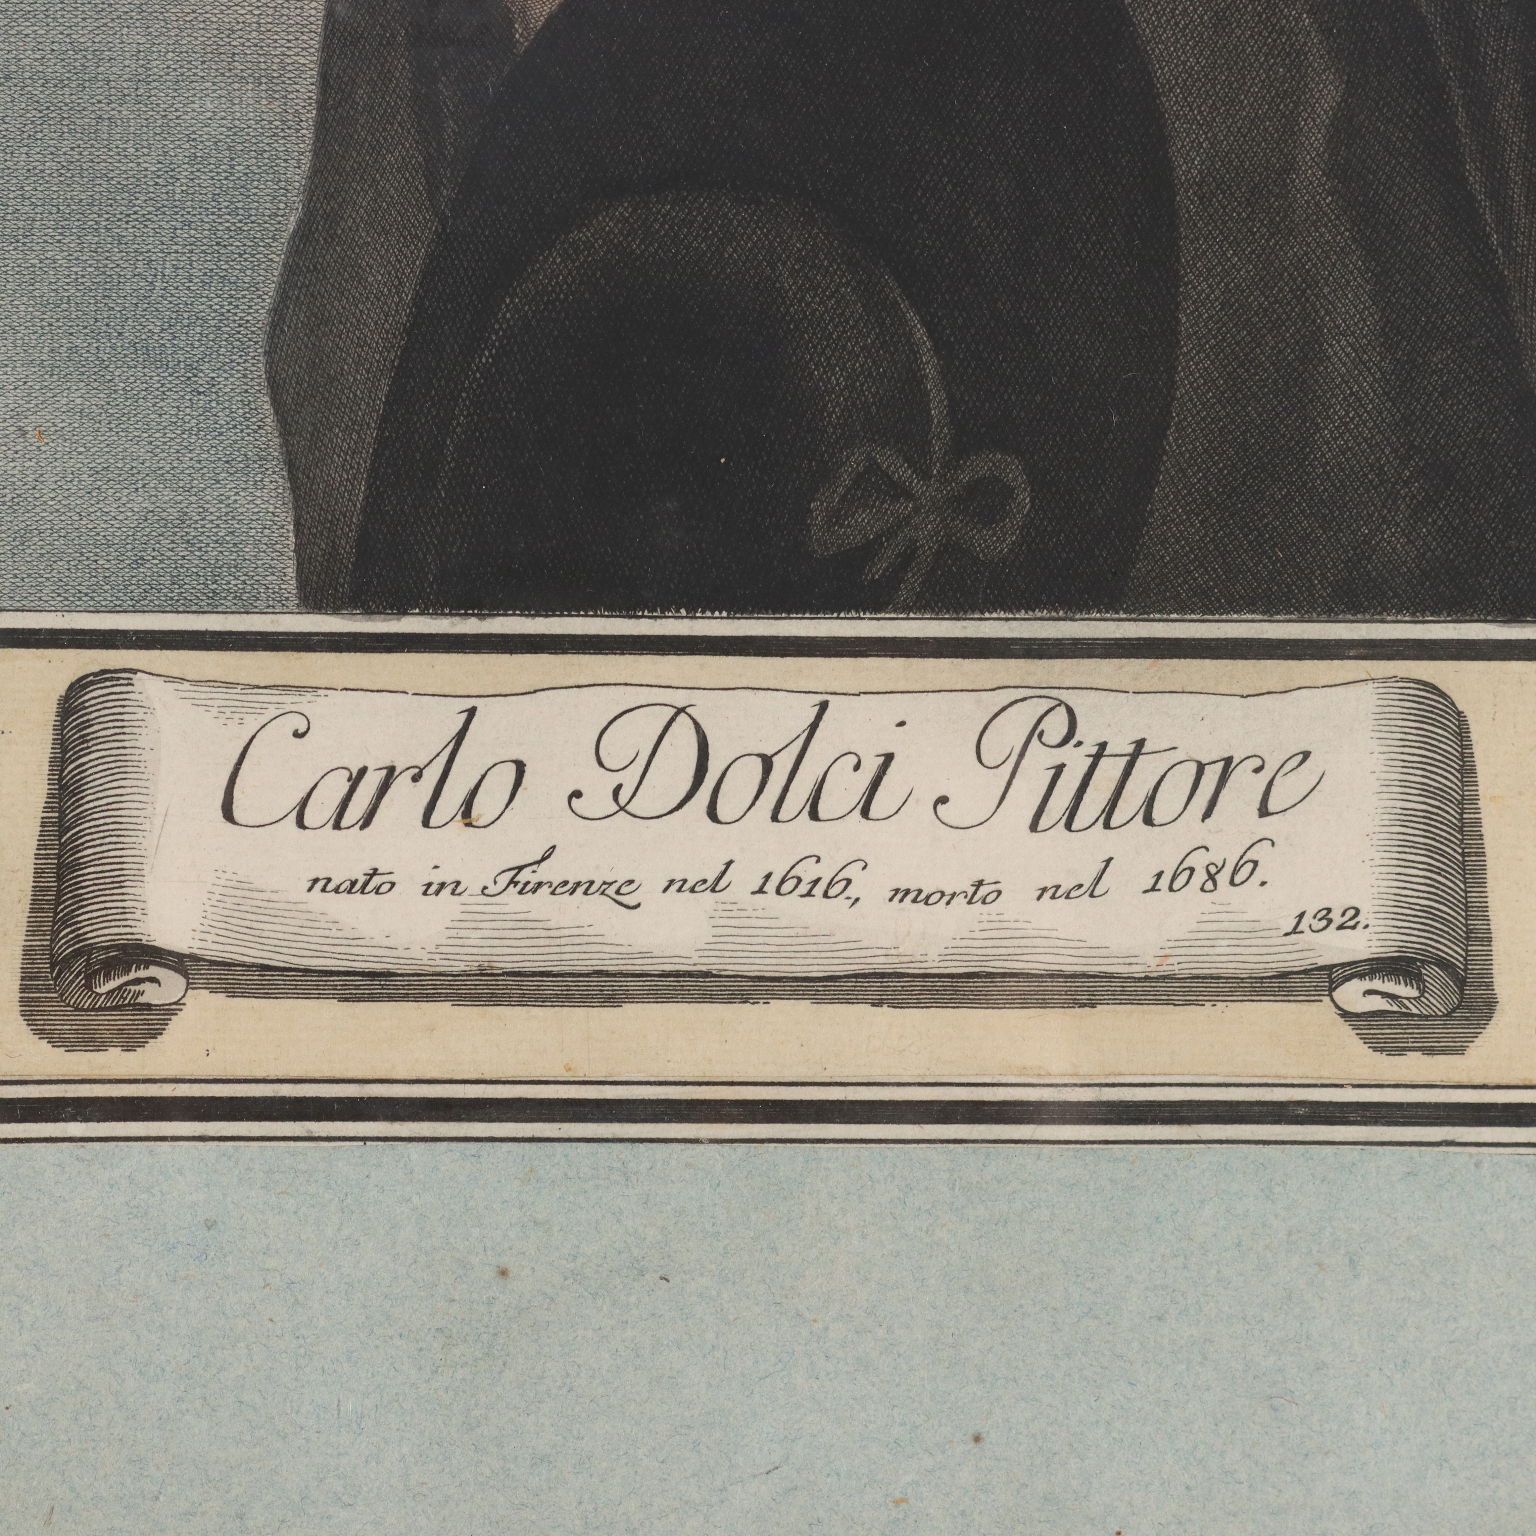 Carlo Dolci Pittore
nato in Firenze nel 1616., morto nel 1686.
132.